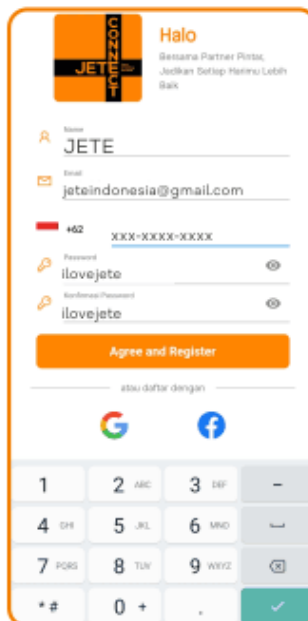 CONNECT
JETE
Halo
Bersama Partner Pintar,
Jadikan Setiap Harimu Lebih
Baik
Name
JETE
Email
jeteindonesia@gmail.com
+62 xxx-xxxx-xxxx
Password
ilovejete
Konfirmasi Password
ilovejete
Agree and Register
atau daftar dengan
G f
1 2 ABC 3 DEF -
4 GHI 5 JKL 6 MNO
7 PQRS 8 TUV 9 WXYZ
* # 0 + .